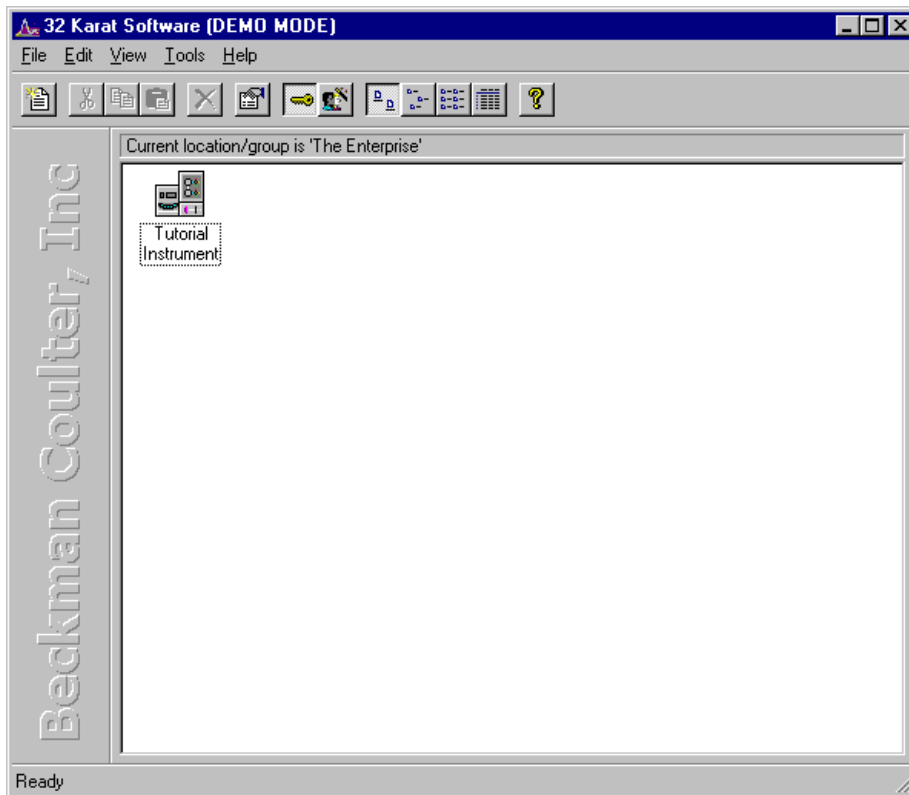 32 Karat Software (DEMO MODE)
File Edit View Tools Help
Current location/group is 'The Enterprise'
Beckman Coulter, Inc
Tutorial
Instrument
Ready